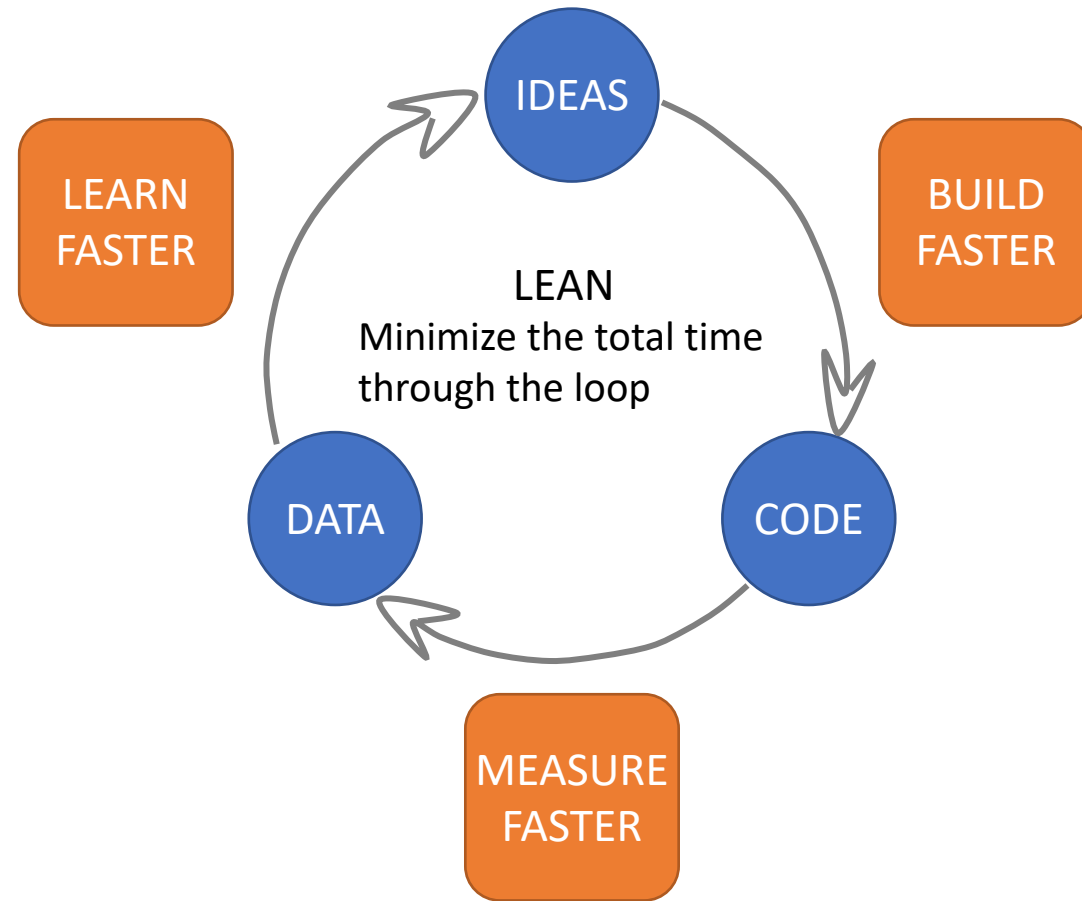 IDEAS
LEARN
FASTER
BUILD
FASTER
LEAN
Minimize the total time
through the loop
DATA
CODE
MEASURE
FASTER